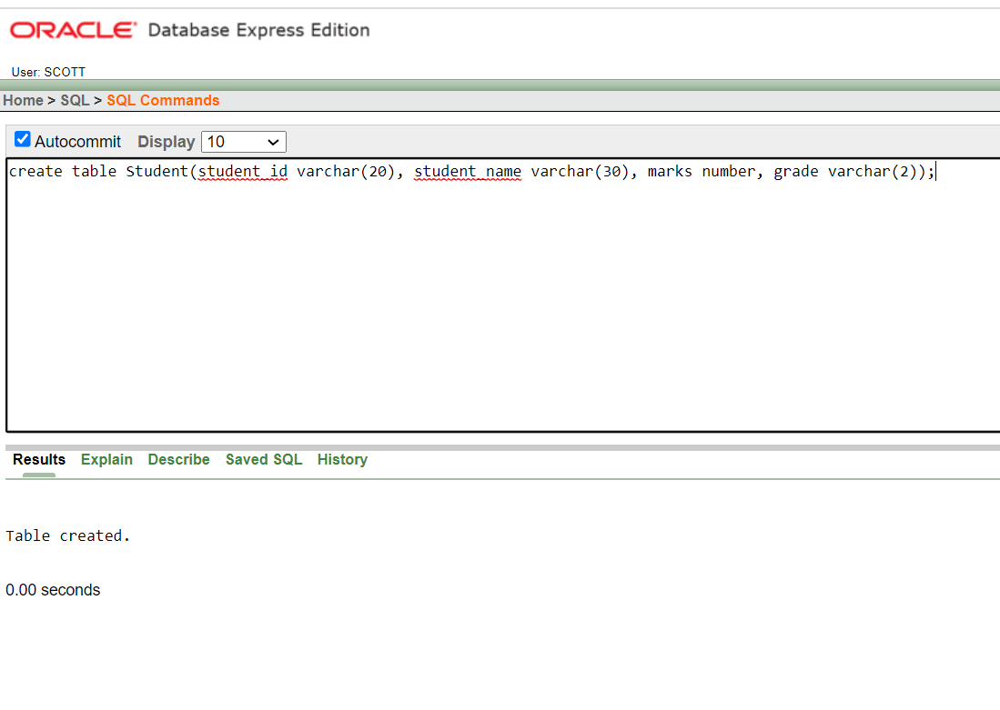 ORACLE® Database Express Edition
User: SCOTT
Home > SQL > SQL Commands
Autocommit Display 10
create table Student(student_id varchar(20), student_name varchar(30), marks number, grade varchar(2));
Results Explain Describe Saved SQL History
Table created.
0.00 seconds